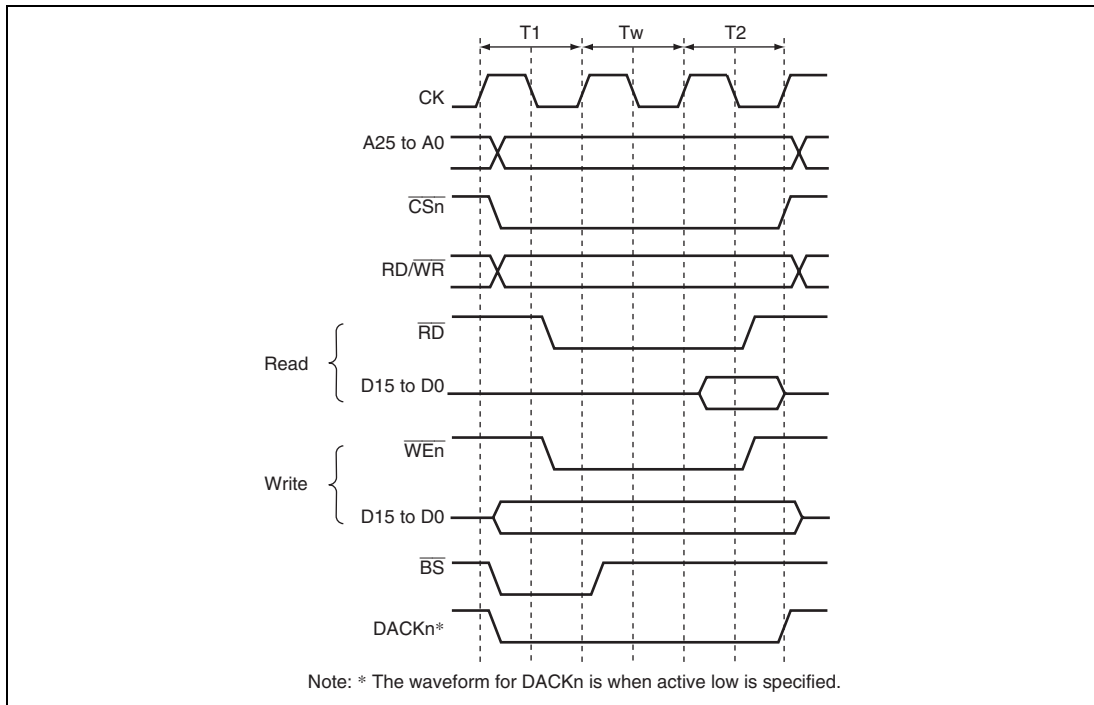 T1 Tw T2
CK
A25 to A0
CSn
RD/WR
RD
Read
D15 to D0
WEn
Write
D15 to D0
BS
DACKn*
Note: * The waveform for DACKn is when active low is specified.